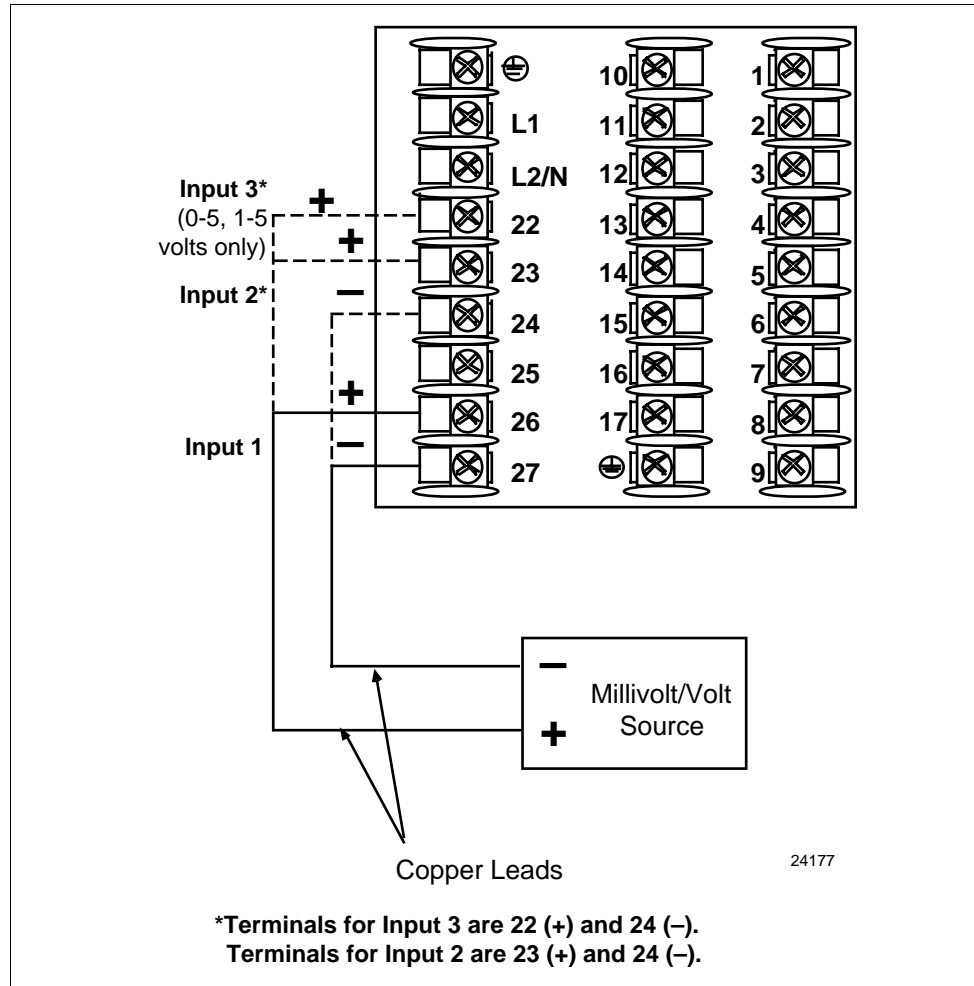 10 1
L1 11 2
L2/N 12 3
Input 3* +
(0-5, 1-5
volts only)
22 13 4
+
23 14 5
Input 2* –
24 15 6
25 16 7
+
26 17 8
Input 1 –
27 9
–
Millivolt/Volt
Source
+
Copper Leads
24177
*Terminals for Input 3 are 22 (+) and 24 (–).
Terminals for Input 2 are 23 (+) and 24 (–).